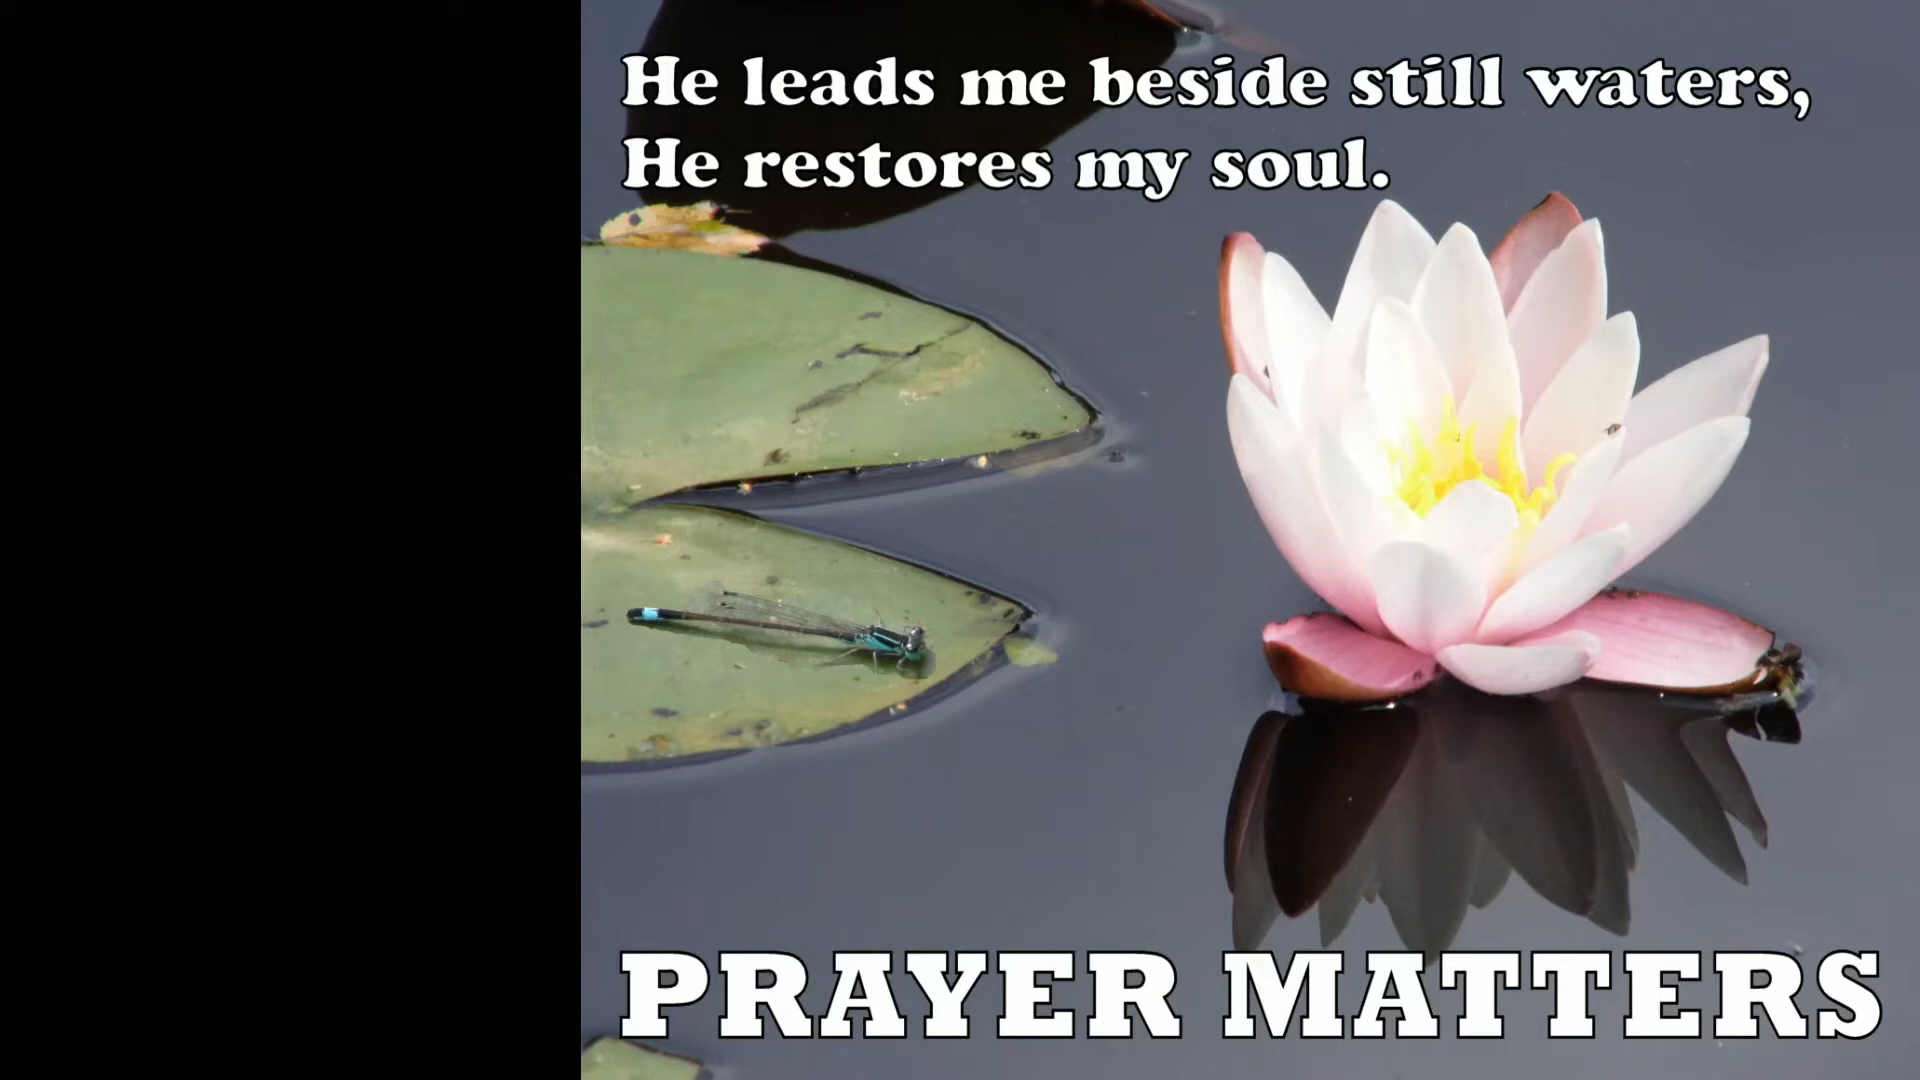 He leads me beside still waters,
He restores my soul.
PRAYER MATTERS